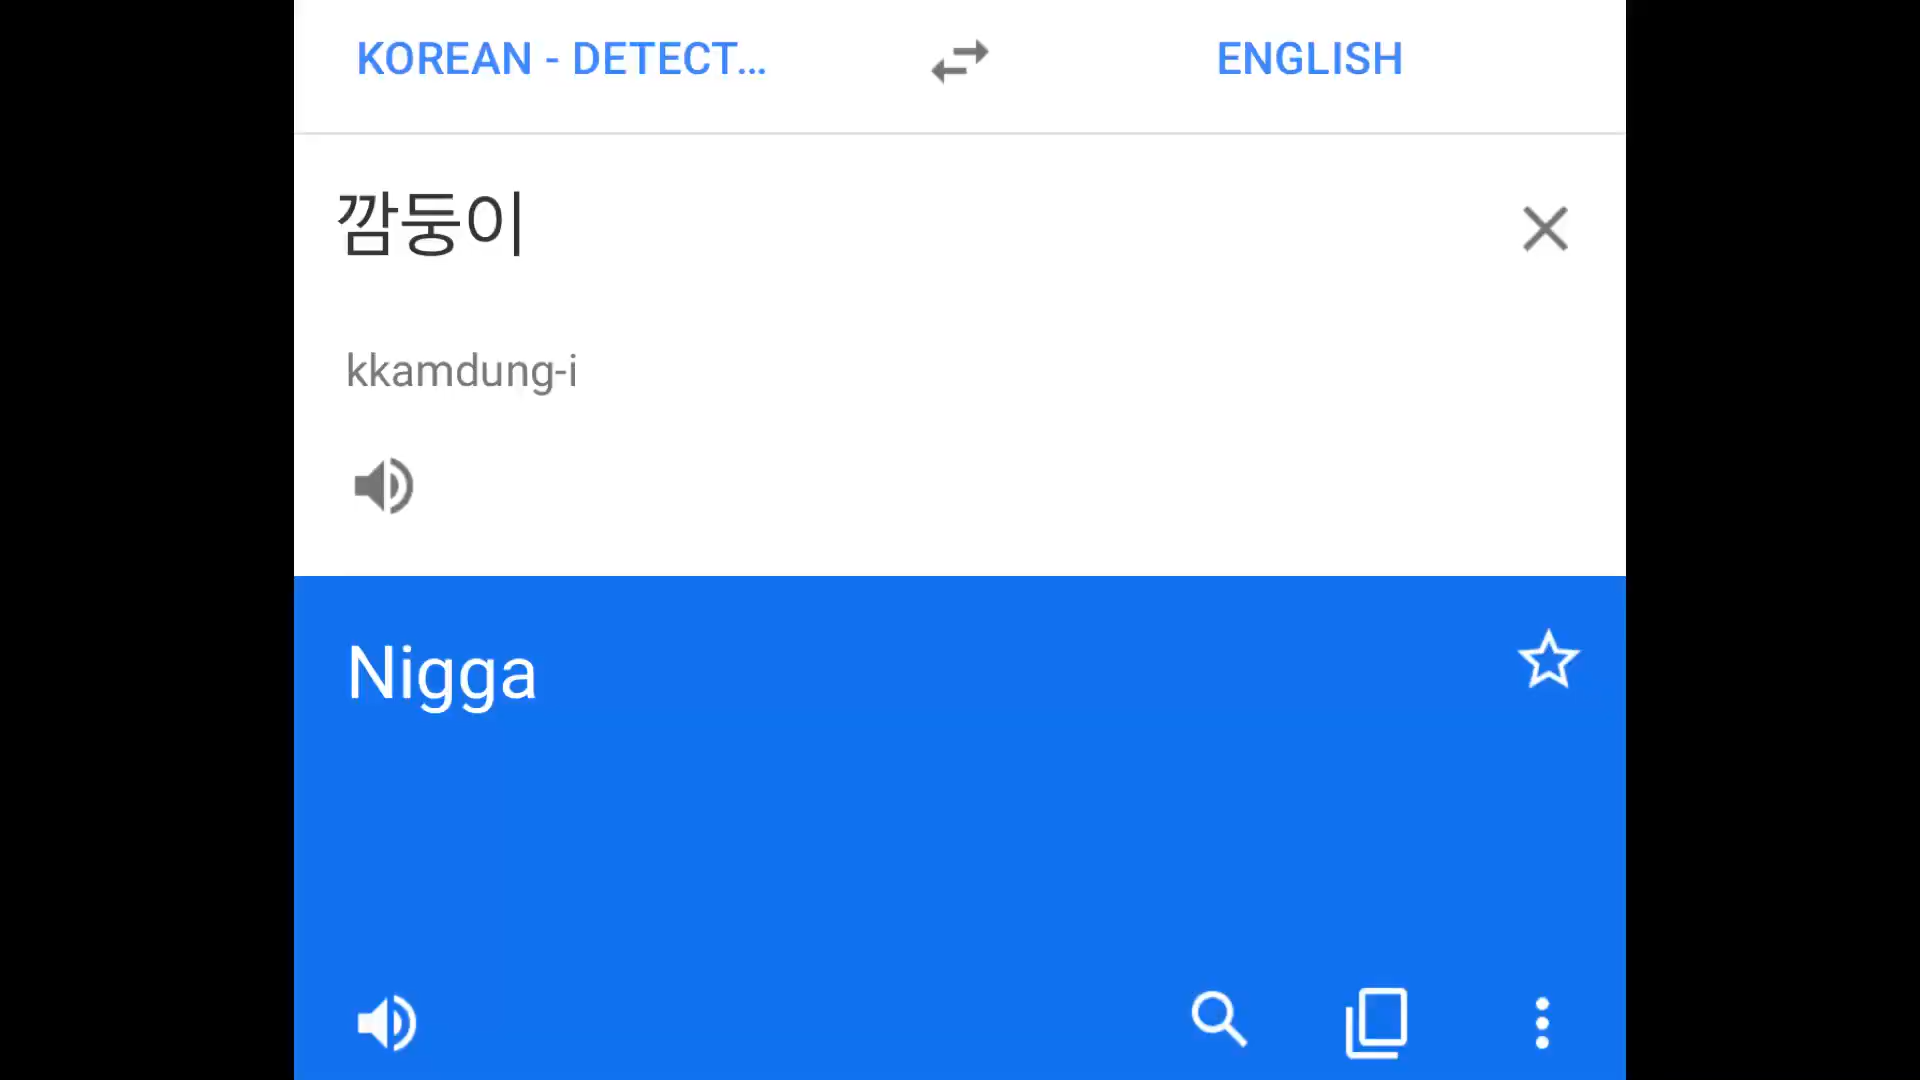 KOREAN - DETECT...
ENGLISH
깜둥이
kkamdung-i
Nigga